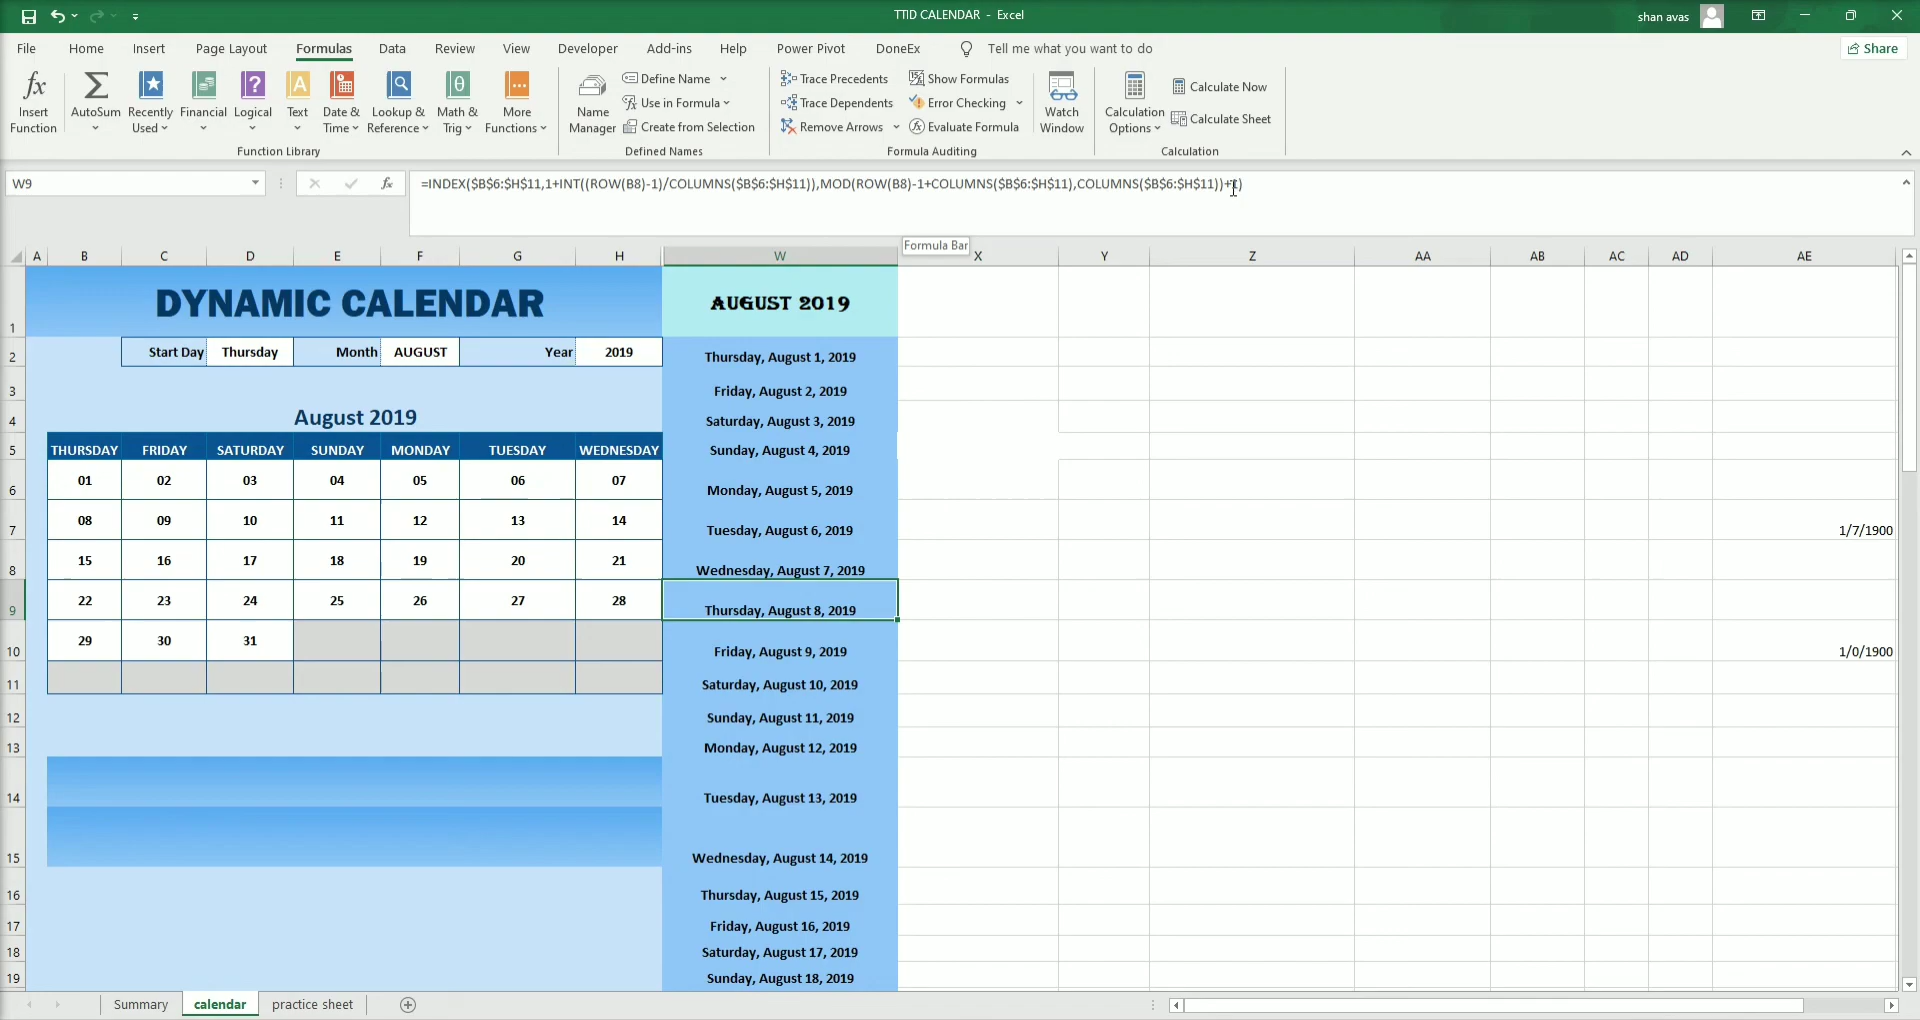 TTID CALENDAR - Excel
shan avas
File Home Insert Page Layout Formulas Data Review View Developer Add-ins Help Power Pivot DoneEx Tell me what you want to do Share
Insert Function
AutoSum
Recently Used
Financial
Logical
Text
Date & Time
Lookup & Reference
Math & Trig
More Functions
Function Library
Name Manager
Define Name
Use in Formula
Create from Selection
Defined Names
Trace Precedents
Trace Dependents
Remove Arrows
Show Formulas
Error Checking
Evaluate Formula
Formula Auditing
Watch Window
Calculation Options
Calculate Now
Calculate Sheet
Calculation
W9
=INDEX($B$6:$H$11,1+INT((ROW(B8)-1)/COLUMNS($B$6:$H$11)),MOD(ROW(B8)-1+COLUMNS($B$6:$H$11),COLUMNS($B$6:$H$11))+1)
Formula Bar
A B C D E F G H W X Y Z AA AB AC AD AE
1 DYNAMIC CALENDAR AUGUST 2019
2 Start Day Thursday Month AUGUST Year 2019 Thursday, August 1, 2019
3 Friday, August 2, 2019
4 August 2019 Saturday, August 3, 2019
5 THURSDAY FRIDAY SATURDAY SUNDAY MONDAY TUESDAY WEDNESDAY Sunday, August 4, 2019
6 01 02 03 04 05 06 07 Monday, August 5, 2019
7 08 09 10 11 12 13 14 Tuesday, August 6, 2019 1/7/1900
8 15 16 17 18 19 20 21 Wednesday, August 7, 2019
9 22 23 24 25 26 27 28 Thursday, August 8, 2019
10 29 30 31 Friday, August 9, 2019 1/0/1900
11 Saturday, August 10, 2019
12 Sunday, August 11, 2019
13 Monday, August 12, 2019
14 Tuesday, August 13, 2019
15 Wednesday, August 14, 2019
16 Thursday, August 15, 2019
17 Friday, August 16, 2019
18 Saturday, August 17, 2019
19 Sunday, August 18, 2019
Summary calendar practice sheet